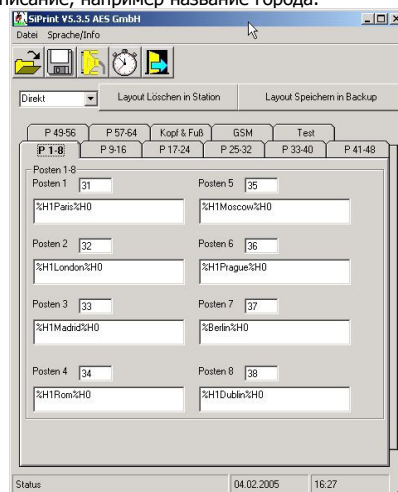 писание, например название города.
SiPrint V5.3.5 AES GmbH
Datei Sprache/Info
Direkt Layout Löschen in Station Layout Speichern in Backup
P 49-56 P 57-64 Kopf & Fuß GSM Test
P 1-8 P 9-16 P 17-24 P 25-32 P 33-40 P 41-48
Posten 1-8
Posten 1 31 Posten 5 35
%H1Paris%H0 %H1Moscow%H0
Posten 2 32 Posten 6 36
%H1London%H0 %H1Prague%H0
Posten 3 33 Posten 7 37
%H1Madrid%H0 %Berlin%H0
Posten 4 34 Posten 8 38
%H1Rom%H0 %H1Dublin%H0
Status 04.02.2005 16:27